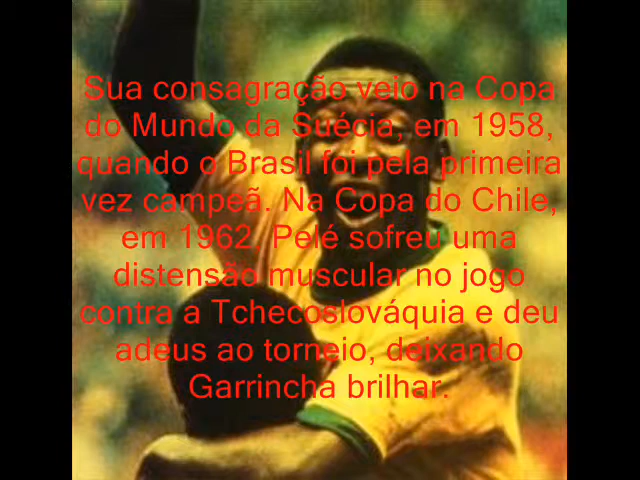 Sua consagração veio na Copa
do Mundo da Suécia, em 1958,
quando o Brasil foi pela primeira
vez campeã. Na Copa do Chile,
em 1962, Pelé sofreu uma
distensão muscular no jogo
contra a Tchecoslováquia e deu
adeus ao torneio, deixando
Garrincha brilhar.